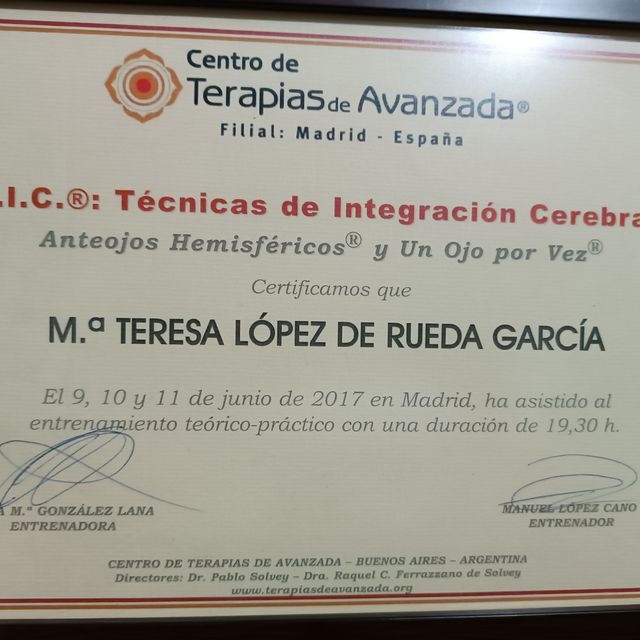 Centro de
Terapias de Avanzada®
Filial: Madrid - España
.I.C.®: Técnicas de Integración Cerebra
Anteojos Hemisféricos® y Un Ojo por Vez®
Certificamos que
M.ª TERESA LÓPEZ DE RUEDA GARCÍA
El 9, 10 y 11 de junio de 2017 en Madrid, ha asistido al
entrenamiento teórico-práctico con una duración de 19,30 h.
A M.ª GONZÁLEZ LANA
ENTRENADORA
MANUEL LÓPEZ CANO
ENTRENADOR
CENTRO DE TERAPIAS DE AVANZADA – BUENOS AIRES – ARGENTINA
Directores: Dr. Pablo Solvey – Dra. Raquel C. Ferrazzano de Solvey
www.terapiasdeavanzada.org